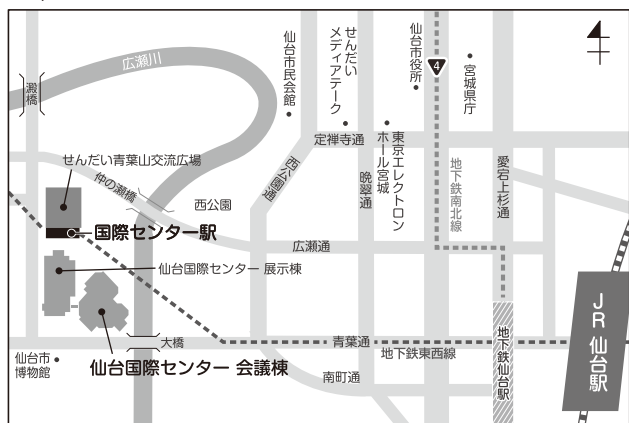 広瀬川
澱橋
仙台市民会館
せんだい
メディアテーク
仙台市役所
4
宮城県庁
定禅寺通
東京エレクトロン
ホール宮城
せんだい青葉山交流広場
仲の瀬橋
西公園
西公園通
晩翠通
地下鉄南北線
愛宕上杉通
国際センター駅
広瀬通
仙台国際センター 展示棟
大橋
青葉通
地下鉄東西線
地下鉄仙台駅
JR 仙台駅
仙台市
博物館
仙台国際センター 会議棟
南町通